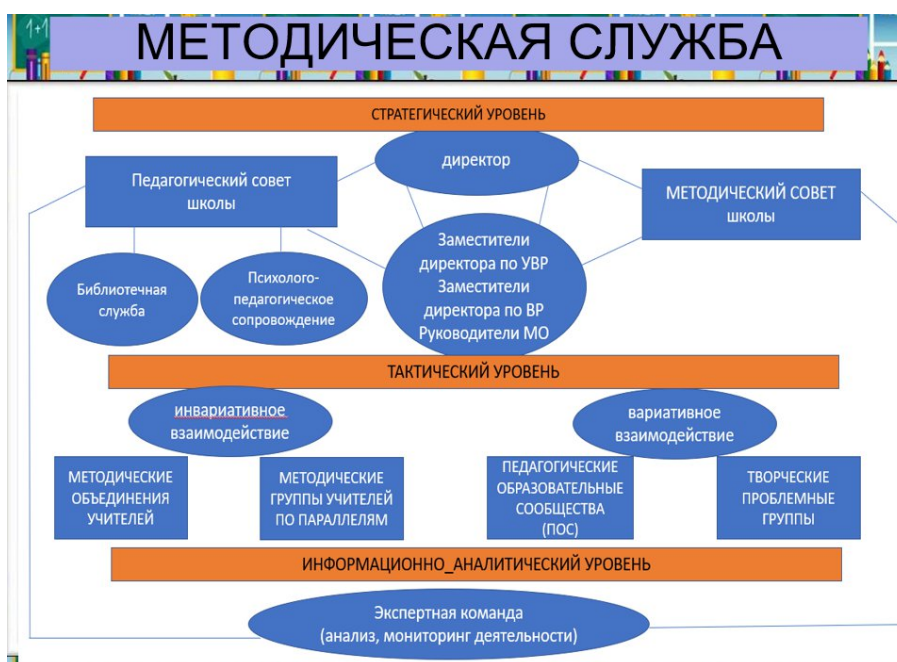 1+1
МЕТОДИЧЕСКАЯ СЛУЖБА
СТРАТЕГИЧЕСКИЙ УРОВЕНЬ
директор
Педагогический совет
школы
МЕТОДИЧЕСКИЙ СОВЕТ
школы
Заместители
директора по УВР
Заместители
директора по ВР
Руководители МО
Библиотечная
служба
Психолого-
педагогическое
сопровождение
ТАКТИЧЕСКИЙ УРОВЕНЬ
инвариативное
взаимодействие
вариативное
взаимодействие
МЕТОДИЧЕСКИЕ
ОБЪЕДИНЕНИЯ
УЧИТЕЛЕЙ
МЕТОДИЧЕСКИЕ
ГРУППЫ УЧИТЕЛЕЙ
ПО ПАРАЛЛЕЛЯМ
ПЕДАГОГИЧЕСКИЕ
ОБРАЗОВАТЕЛЬНЫЕ
СООБЩЕСТВА
(ПОС)
ТВОРЧЕСКИЕ
ПРОБЛЕМНЫЕ
ГРУППЫ
ИНФОРМАЦИОННО_АНАЛИТИЧЕСКИЙ УРОВЕНЬ
Экспертная команда
(анализ, мониторинг деятельности)